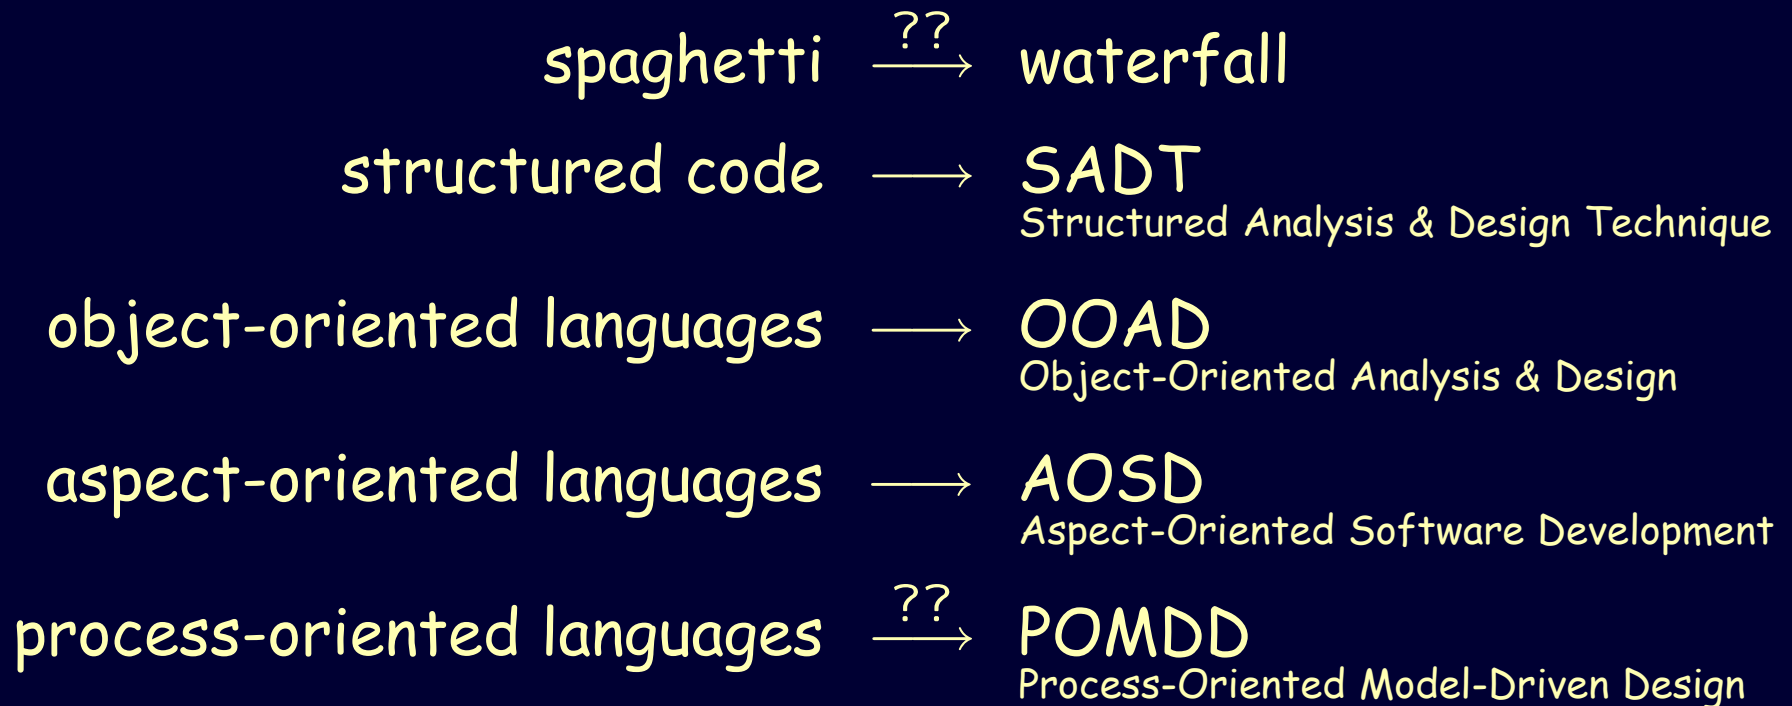 ??
spaghetti ⟶ waterfall
structured code ⟶ SADT
Structured Analysis & Design Technique
object-oriented languages ⟶ OOAD
Object-Oriented Analysis & Design
aspect-oriented languages ⟶ AOSD
Aspect-Oriented Software Development
??
process-oriented languages ⟶ POMDD
Process-Oriented Model-Driven Design